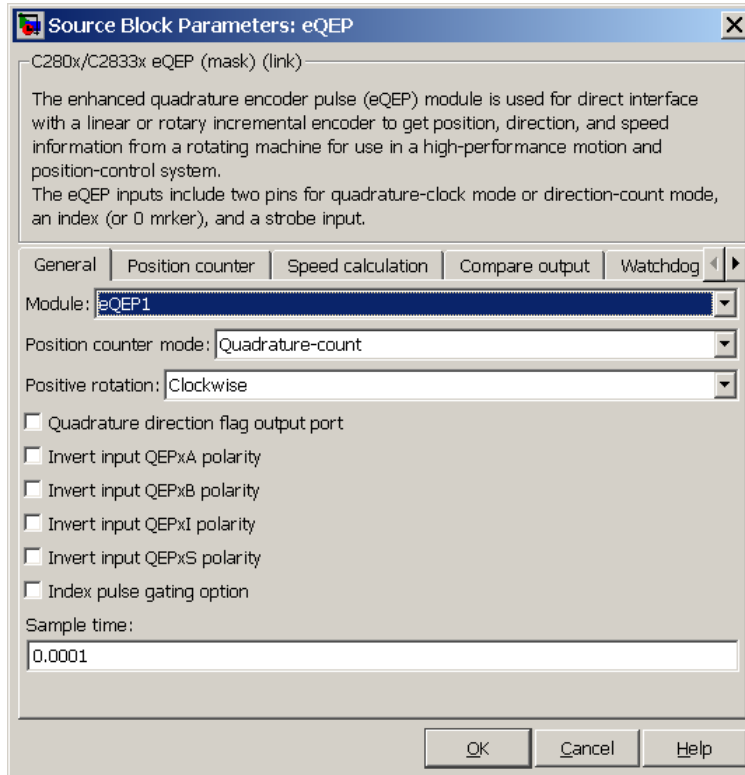 Source Block Parameters: eQEP
C280x/C2833x eQEP (mask) (link)
The enhanced quadrature encoder pulse (eQEP) module is used for direct interface
with a linear or rotary incremental encoder to get position, direction, and speed
information from a rotating machine for use in a high-performance motion and
position-control system.
The eQEP inputs include two pins for quadrature-clock mode or direction-count mode,
an index (or 0 mrker), and a strobe input.
General Position counter Speed calculation Compare output Watchdog
Module: eQEP1
Position counter mode: Quadrature-count
Positive rotation: Clockwise
Quadrature direction flag output port
Invert input QEPxA polarity
Invert input QEPxB polarity
Invert input QEPxI polarity
Invert input QEPxS polarity
Index pulse gating option
Sample time:
0.0001
OK Cancel Help